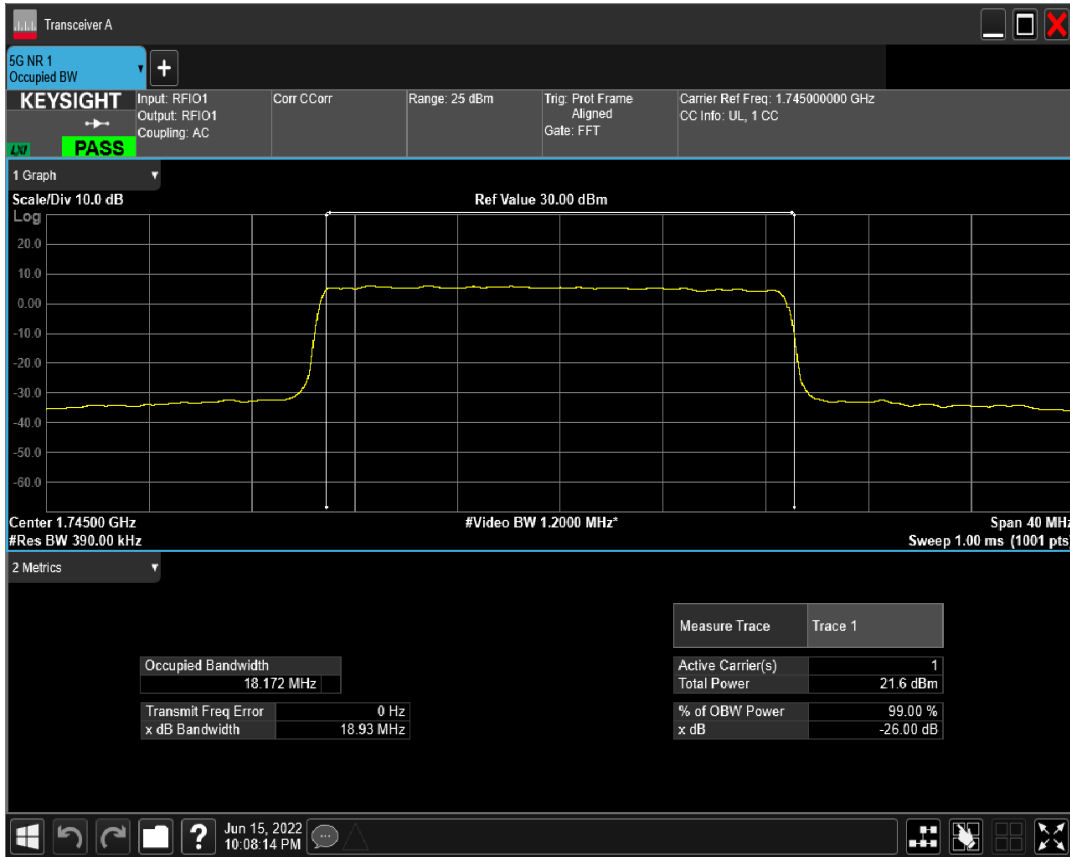 Transceiver A
5G NR 1
Occupied BW
+
KEYSIGHT
LXI
PASS
Input: RFIO1
Output: RFIO1
Coupling: AC
Corr CCorr
Range: 25 dBm
Trig: Prot Frame
Aligned
Gate: FFT
Carrier Ref Freq: 1.745000000 GHz
CC Info: UL, 1 CC
1 Graph
Scale/Div 10.0 dB
Ref Value 30.00 dBm
Log
20.0
10.0
0.00
-10.0
-20.0
-30.0
-40.0
-50.0
-60.0
Center 1.74500 GHz
#Video BW 1.2000 MHz*
Span 40 MHz
#Res BW 390.00 kHz
Sweep 1.00 ms (1001 pts)
2 Metrics
Measure Trace Trace 1
Occupied Bandwidth
18.172 MHz
Active Carrier(s) 1
Total Power 21.6 dBm
Transmit Freq Error 0 Hz
x dB Bandwidth 18.93 MHz
% of OBW Power 99.00 %
x dB -26.00 dB
?
Jun 15, 2022
10:08:14 PM